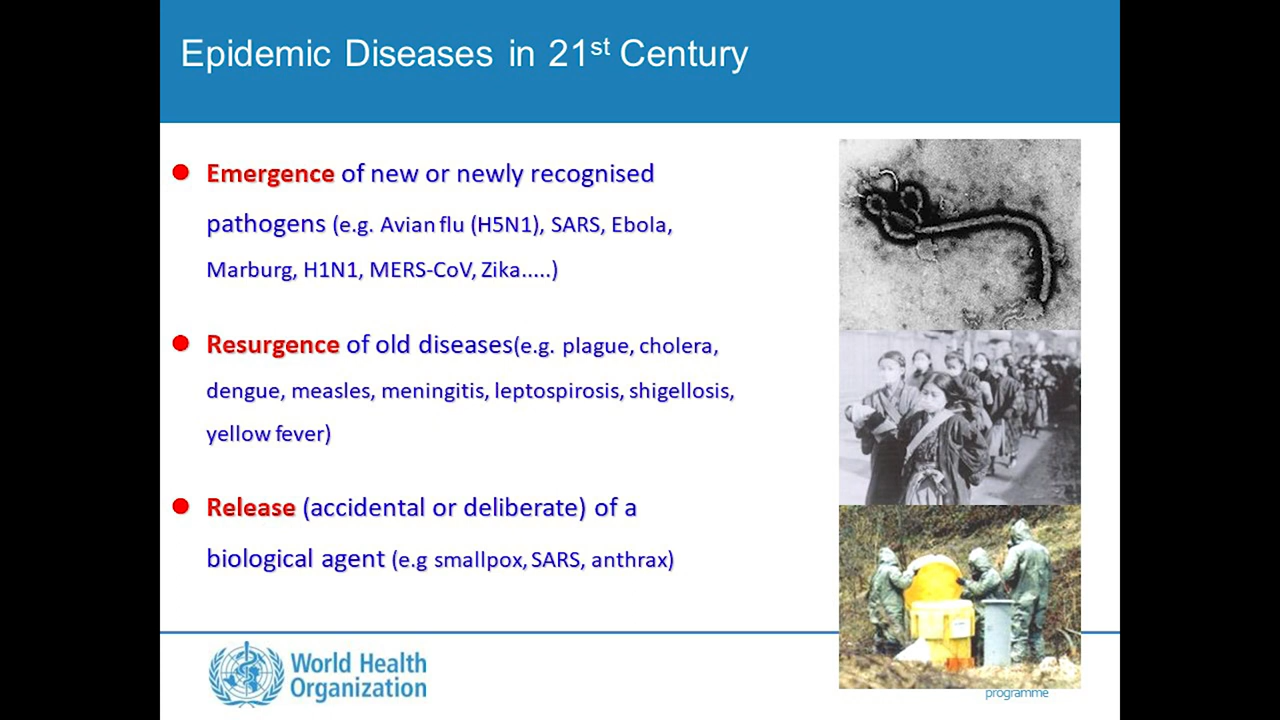 Epidemic Diseases in 21st Century
Emergence of new or newly recognised
pathogens (e.g. Avian flu (H5N1), SARS, Ebola,
Marburg, H1N1, MERS-CoV, Zika.....)
Resurgence of old diseases(e.g. plague, cholera,
dengue, measles, meningitis, leptospirosis, shigellosis,
yellow fever)
Release (accidental or deliberate) of a
biological agent (e.g smallpox, SARS, anthrax)
World Health
Organization
programme